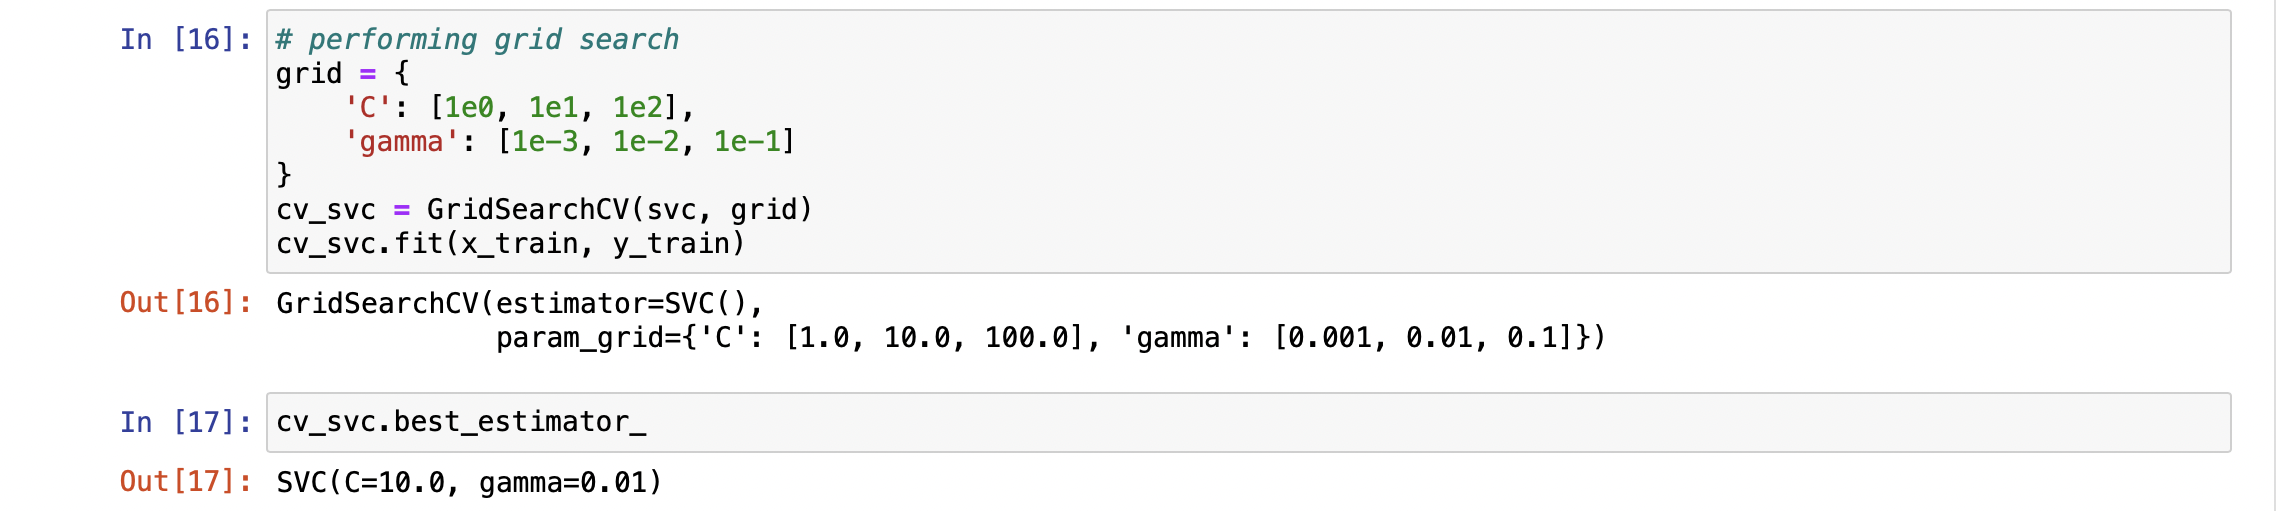 In [16]: # performing grid search
grid = {
    'C': [1e0, 1e1, 1e2],
    'gamma': [1e-3, 1e-2, 1e-1]
}
cv_svc = GridSearchCV(svc, grid)
cv_svc.fit(x_train, y_train)
Out[16]: GridSearchCV(estimator=SVC(),
             param_grid={'C': [1.0, 10.0, 100.0], 'gamma': [0.001, 0.01, 0.1]})
In [17]: cv_svc.best_estimator_
Out[17]: SVC(C=10.0, gamma=0.01)